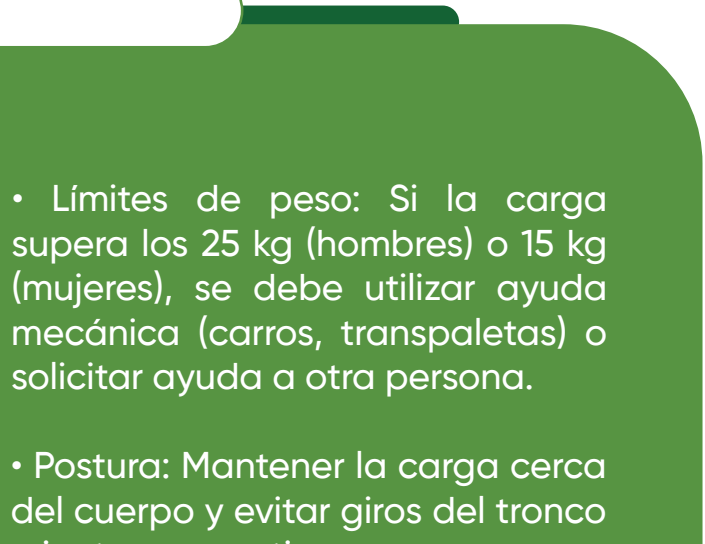 • Límites de peso: Si la carga
supera los 25 kg (hombres) o 15 kg
(mujeres), se debe utilizar ayuda
mecánica (carros, transpaletas) o
solicitar ayuda a otra persona.
• Postura: Mantener la carga cerca
del cuerpo y evitar giros del tronco